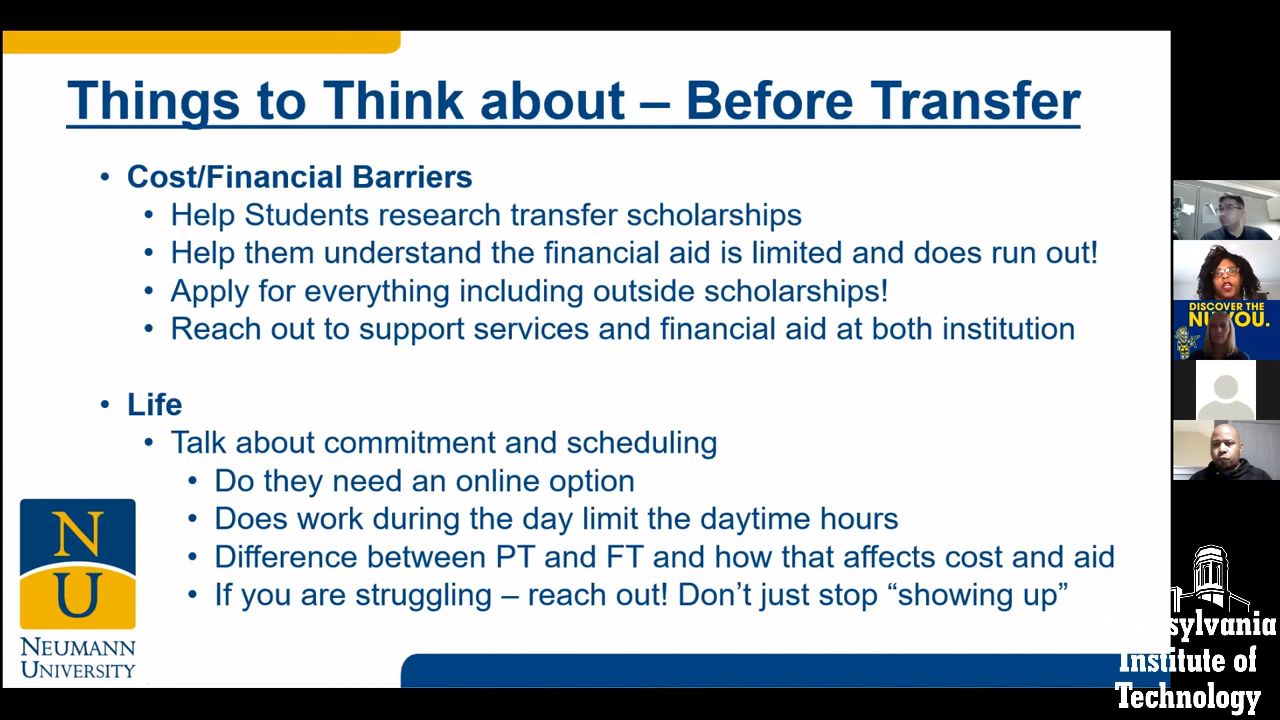 Things to Think about – Before Transfer
• Cost/Financial Barriers
• Help Students research transfer scholarships
• Help them understand the financial aid is limited and does run out!
• Apply for everything including outside scholarships!
• Reach out to support services and financial aid at both institution
• Life
• Talk about commitment and scheduling
• Do they need an online option
• Does work during the day limit the daytime hours
• Difference between PT and FT and how that affects cost and aid
• If you are struggling – reach out! Don’t just stop “showing up”
N
U
NEUMANN
UNIVERSITY
DISCOVER THE
NU YOU.
sylvania
Institute of
Technology